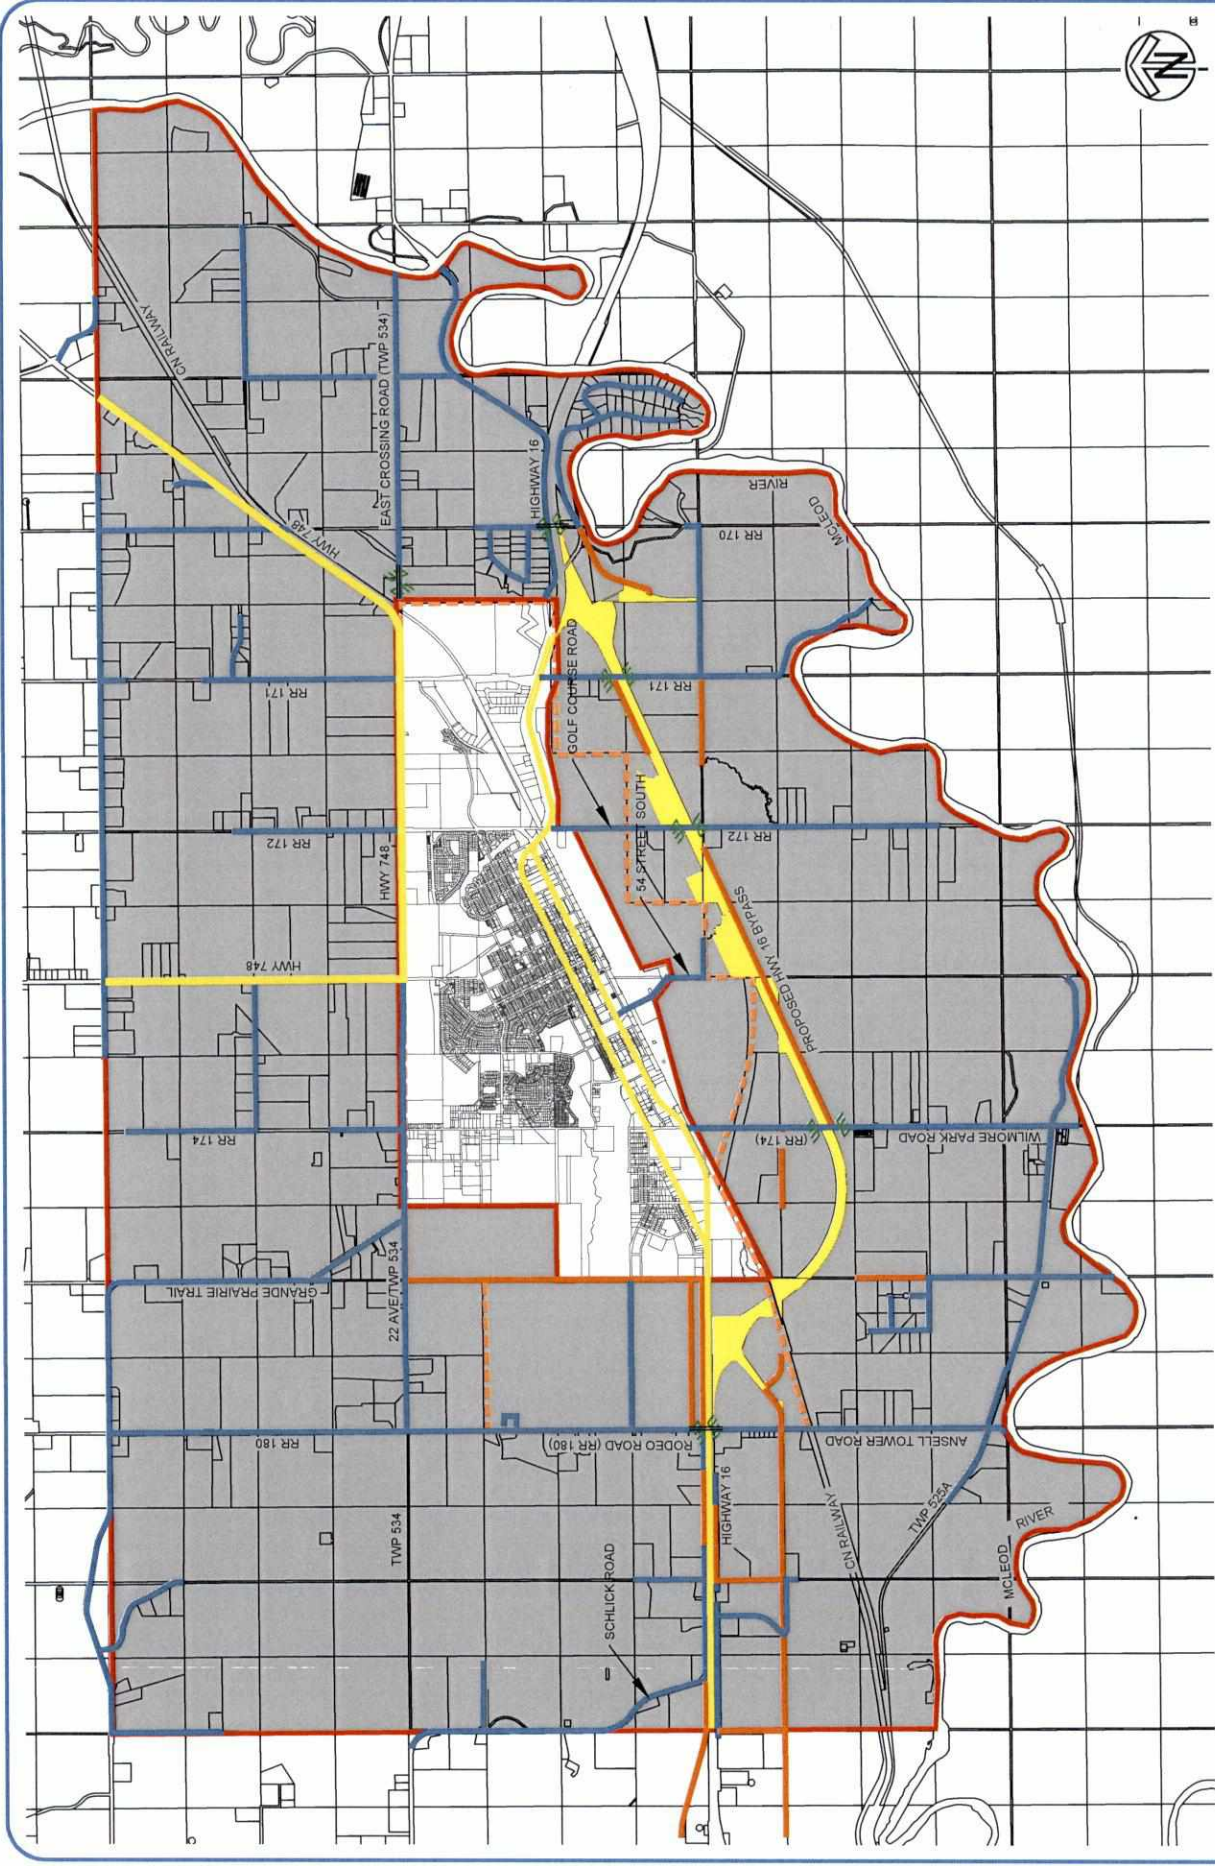 N
CN RAILWAY
EAST CROSSING ROAD (TWP 534)
HIGHWAY 16
HWY 748
RIVER
MCLEOD
RR 170
RR 171
RR 171
GOLF COURSE ROAD
54 STREET SOUTH
RR 172
RR 172
HWY 748
HWY 748
PROPOSED HWY 16 BYPASS
RR 174
(RR 174)
WILMORE PARK ROAD
GRANDE PRAIRIE TRAIL
22 AVE/TWP 534
RR 180
RODEO ROAD (RR 180)
ANSELL TOWER ROAD
TWP 534
HIGHWAY 16
CN RAILWAY
TWP 525A
MCLEOD
RIVER
SCHLICK ROAD